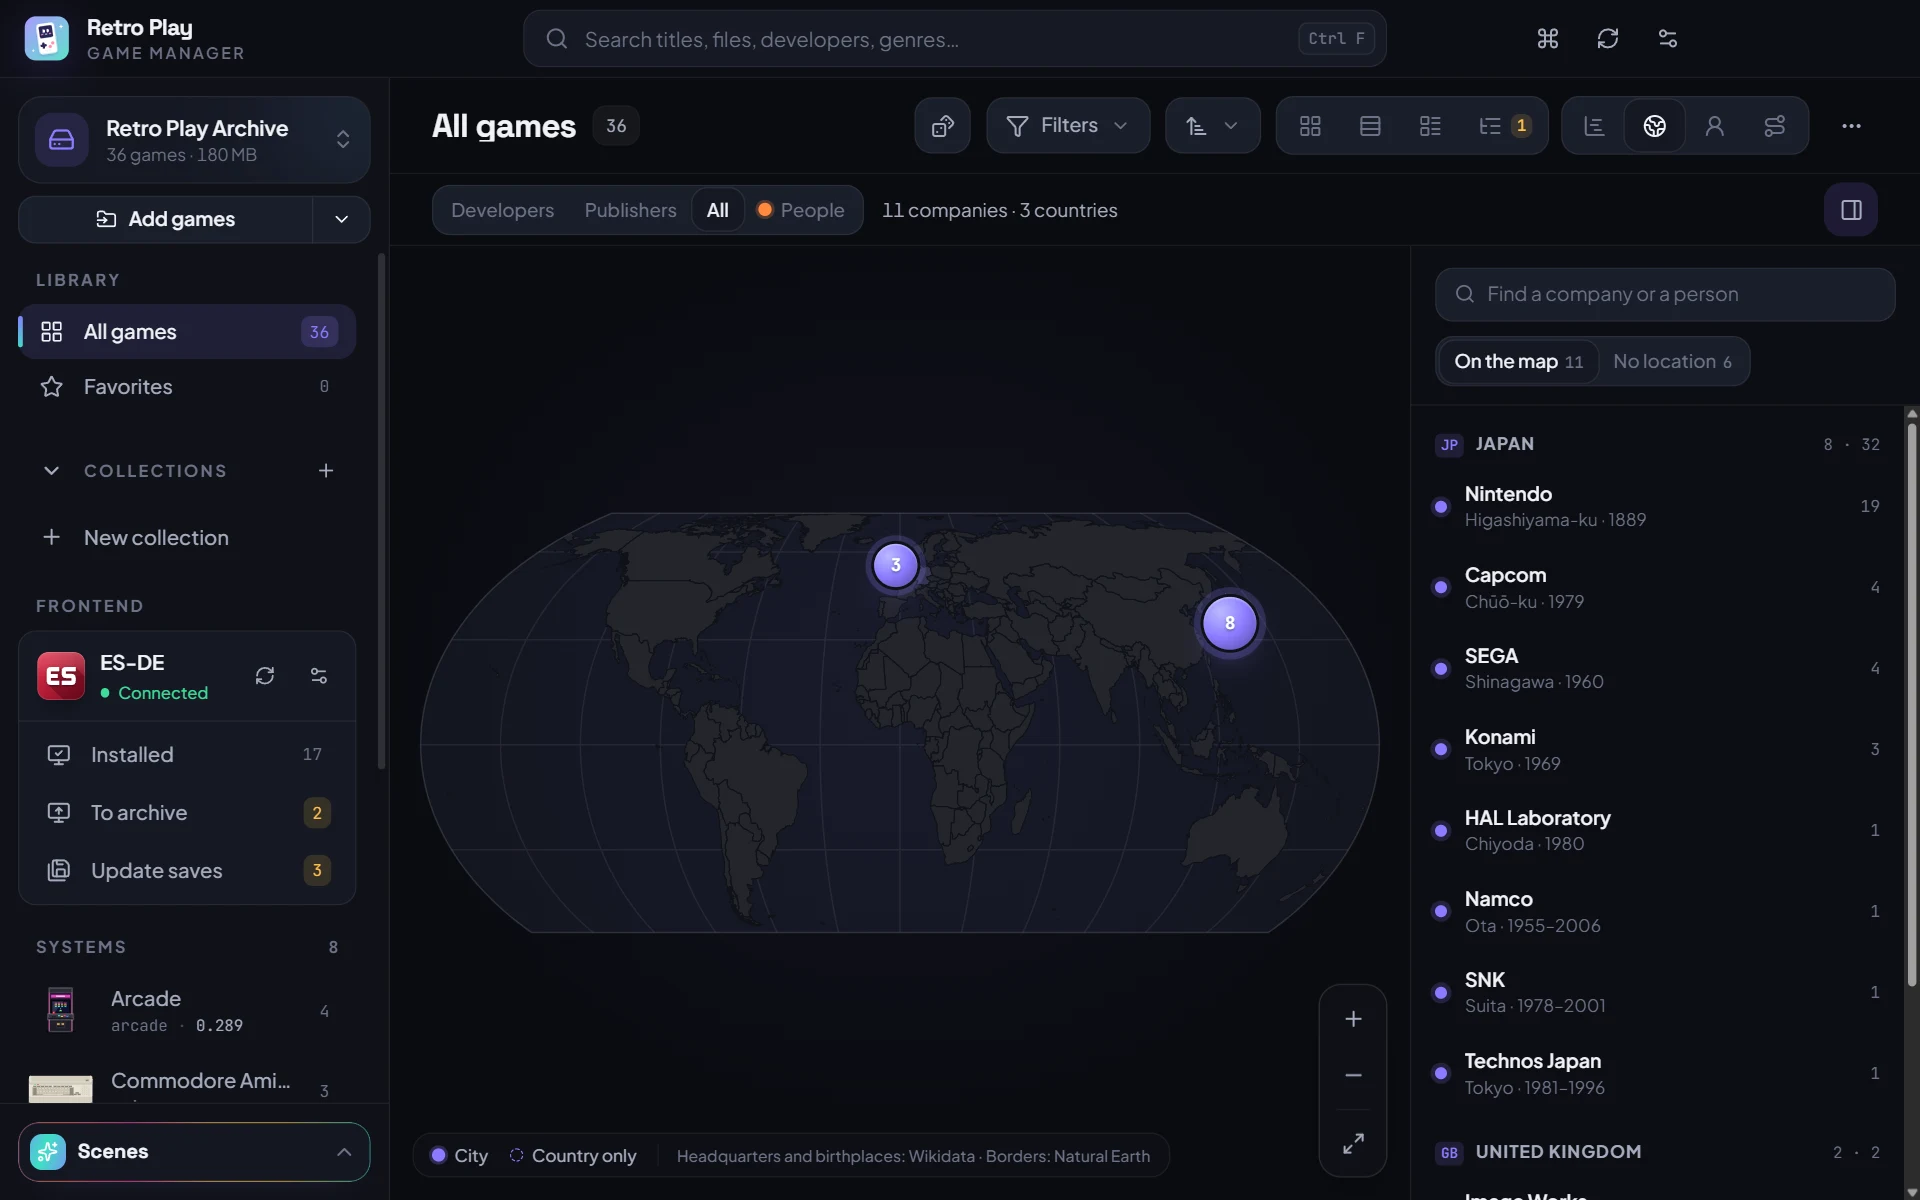 Retro Play
GAME MANAGER
Search titles, files, developers, genres…
Ctrl F
Retro Play Archive
36 games · 180 MB
Add games
LIBRARY
All games
36
Favorites
0
COLLECTIONS
New collection
FRONTEND
ES
ES-DE
Connected
Installed
17
To archive
2
Update saves
3
SYSTEMS
8
Arcade
arcade · 0.289
4
Commodore Ami…
3
Scenes
All games
36
Filters
1
Developers
Publishers
All
People
11 companies · 3 countries
3
8
City
Country only
Headquarters and birthplaces: Wikidata · Borders: Natural Earth
Find a company or a person
On the map 11
No location 6
JP JAPAN
8 · 32
Nintendo
Higashiyama-ku · 1889
19
Capcom
Chūō-ku · 1979
4
SEGA
Shinagawa · 1960
4
Konami
Tokyo · 1969
3
HAL Laboratory
Chiyoda · 1980
1
Namco
Ota · 1955–2006
1
SNK
Suita · 1978–2001
1
Technos Japan
Tokyo · 1981–1996
1
GB UNITED KINGDOM
2 · 2
Image Works